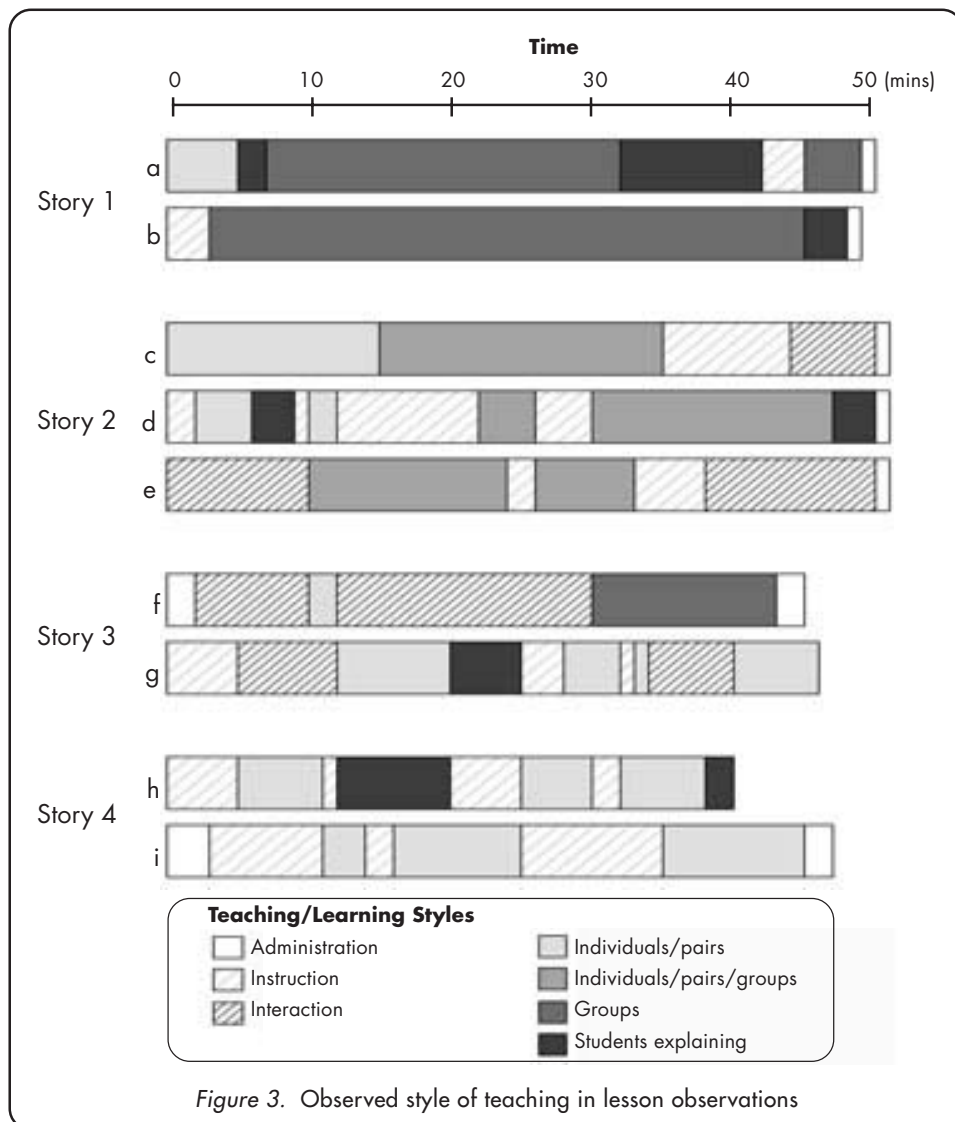 Time
0 10 20 30 40 50 (mins)
a
Story 1
b
c
Story 2 d
e
f
Story 3
g
h
Story 4
i
Teaching/Learning Styles
Administration
Instruction
Interaction
Individuals/pairs
Individuals/pairs/groups
Groups
Students explaining
Figure 3. Observed style of teaching in lesson observations